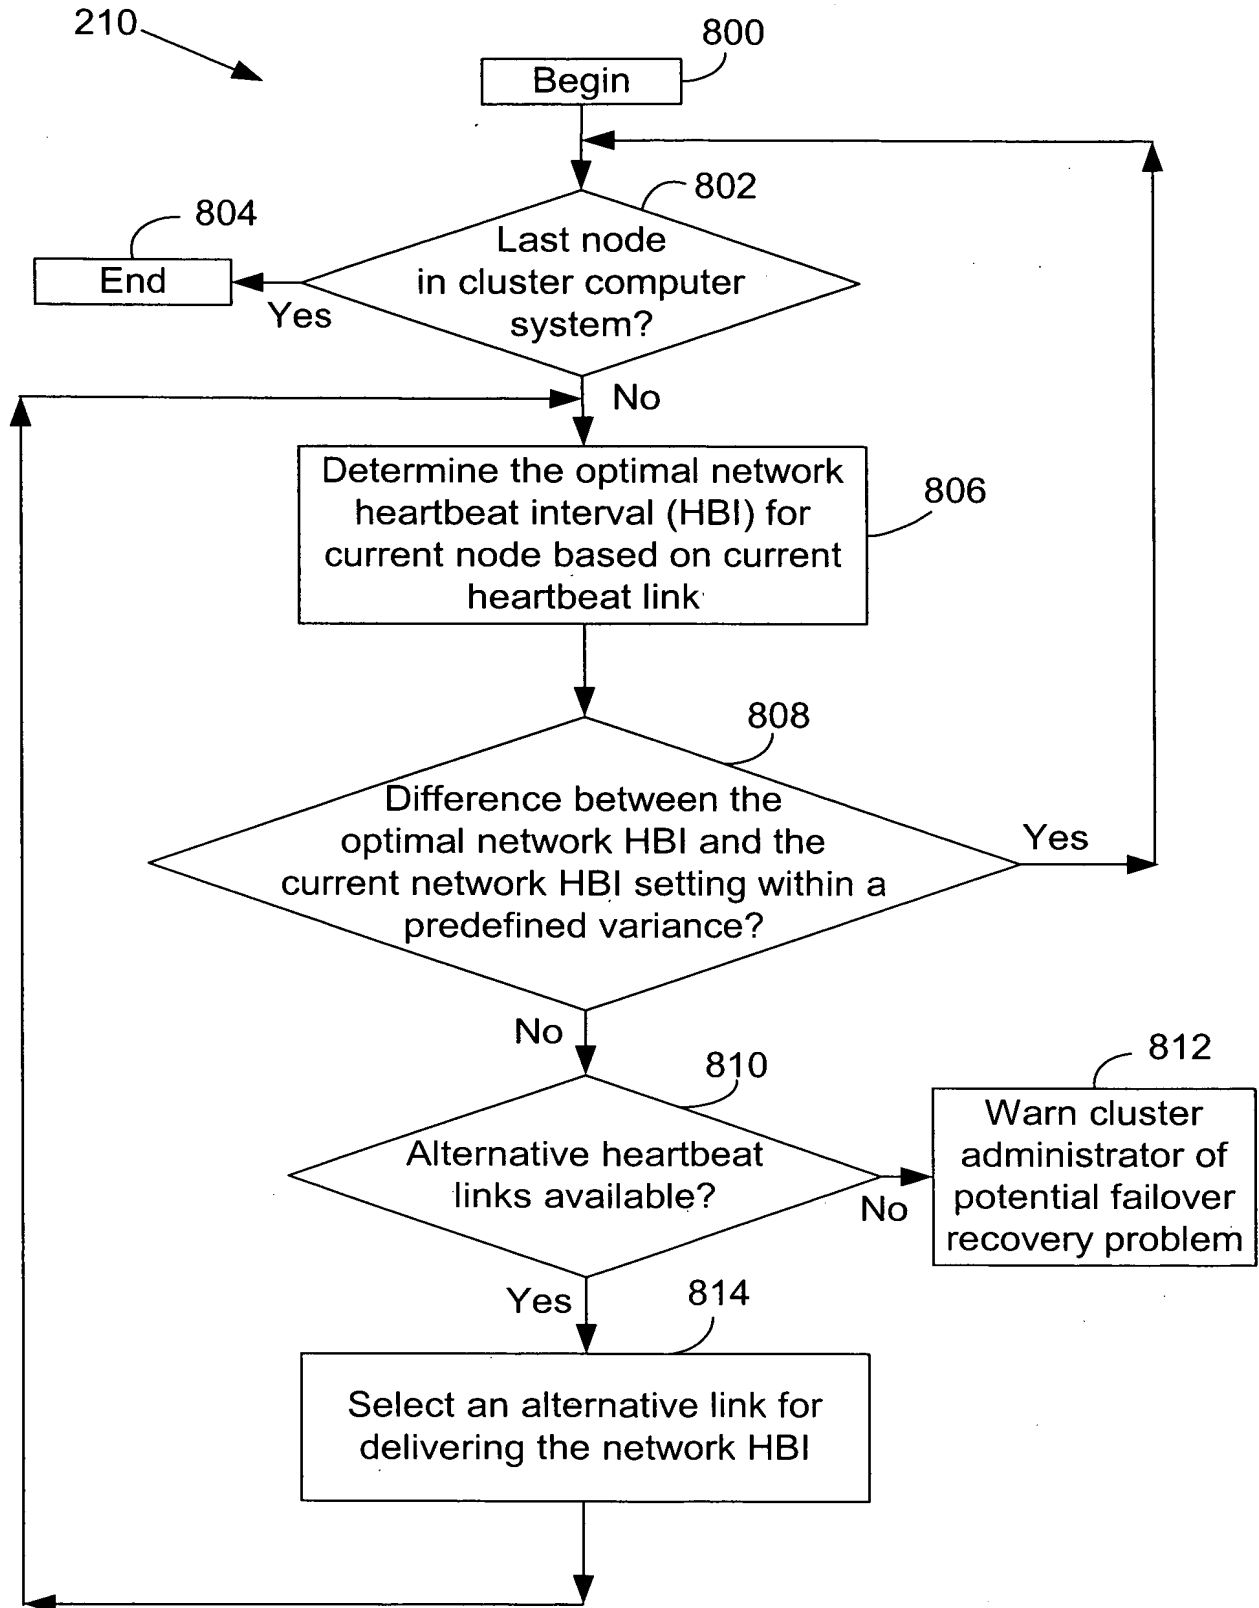 210
800
Begin
802
804
Last node
in cluster computer
system?
End
Yes
No
Determine the optimal network
heartbeat interval (HBI) for
current node based on current
heartbeat link
806
808
Difference between the
optimal network HBI and the
current network HBI setting within a
predefined variance?
Yes
No
810
812
Alternative heartbeat
links available?
No
Warn cluster
administrator of
potential failover
recovery problem
Yes
814
Select an alternative link for
delivering the network HBI